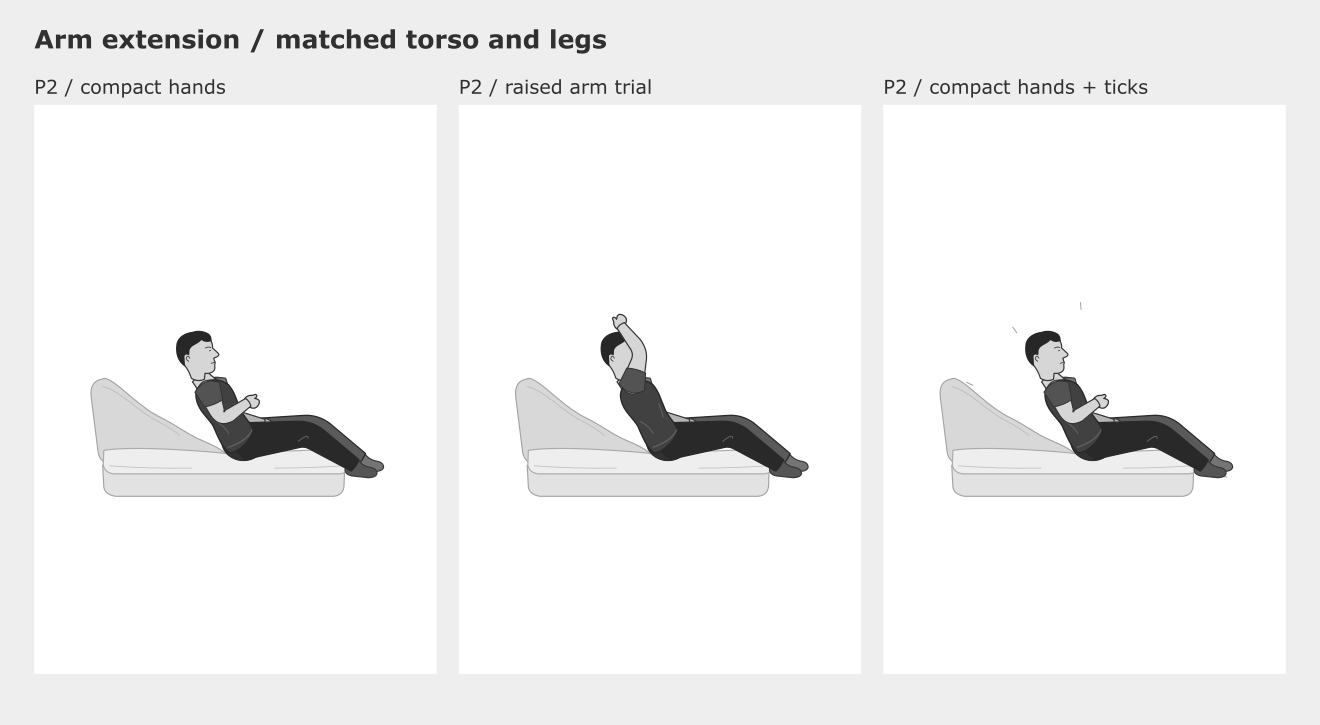 Arm extension / matched torso and legs
P2 / compact hands
P2 / raised arm trial
P2 / compact hands + ticks